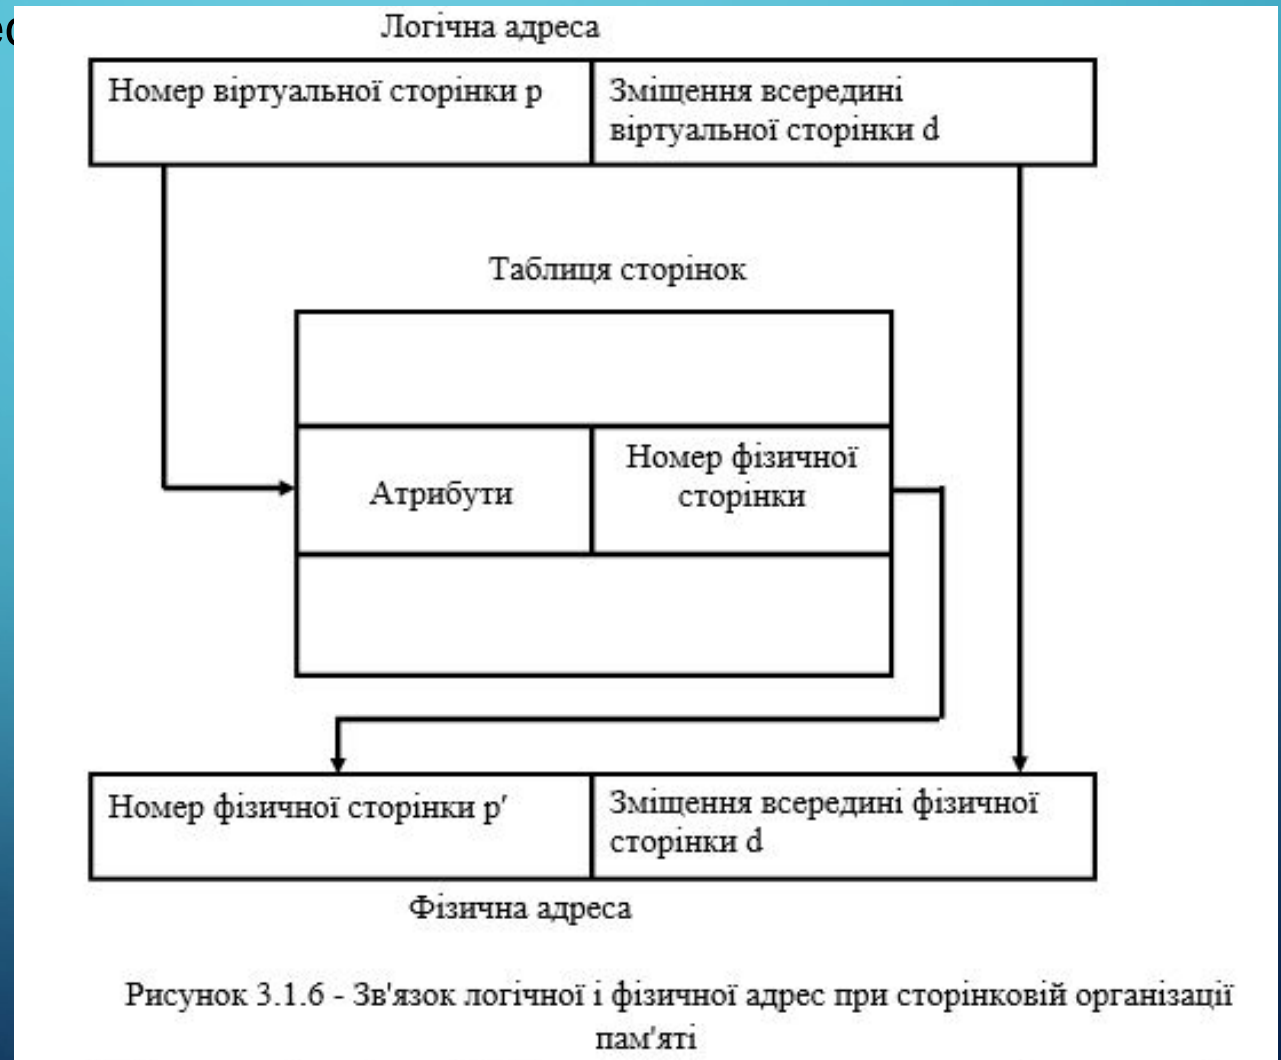 Логічна адреса
Номер віртуальної сторінки p
Зміщення всередині
віртуальної сторінки d
Таблиця сторінок
Атрибути
Номер фізичної
сторінки
Номер фізичної сторінки p′
Зміщення всередині фізичної
сторінки d
Фізична адреса
Рисунок 3.1.6 - Зв'язок логічної і фізичної адрес при сторінковій організації
пам'яті